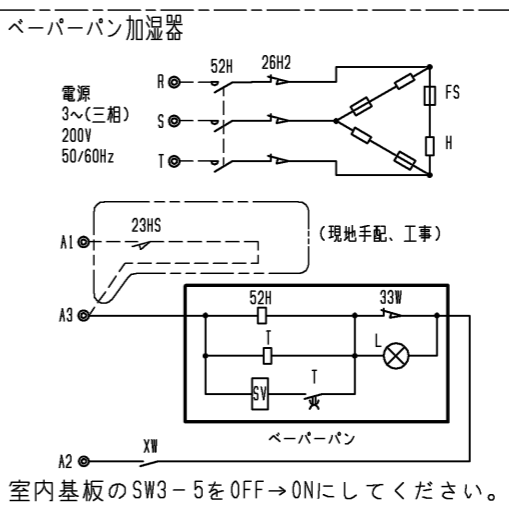 ベーパーパン加湿器
52H
26H2
R
電源
3～(三相)
200V
50/60Hz
S
T
FS
H
A1
23HS
(現地手配、工事)
A3
52H
33W
T
L
SV
T
ベーパーパン
A2
XW
室内基板のSW3-5をOFF→ONにしてください。